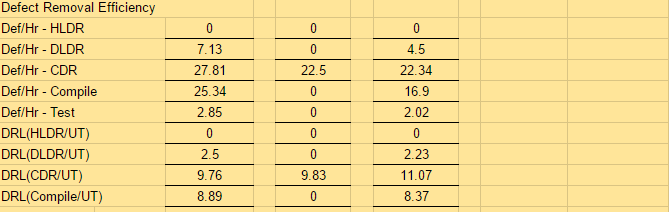 Defect Removal Efficiency
Def/Hr - HLDR 0 0 0
Def/Hr - DLDR 7.13 0 4.5
Def/Hr - CDR 27.81 22.5 22.34
Def/Hr - Compile 25.34 0 16.9
Def/Hr - Test 2.85 0 2.02
DRL(HLDR/UT) 0 0 0
DRL(DLDR/UT) 2.5 0 2.23
DRL(CDR/UT) 9.76 9.83 11.07
DRL(Compile/UT) 8.89 0 8.37